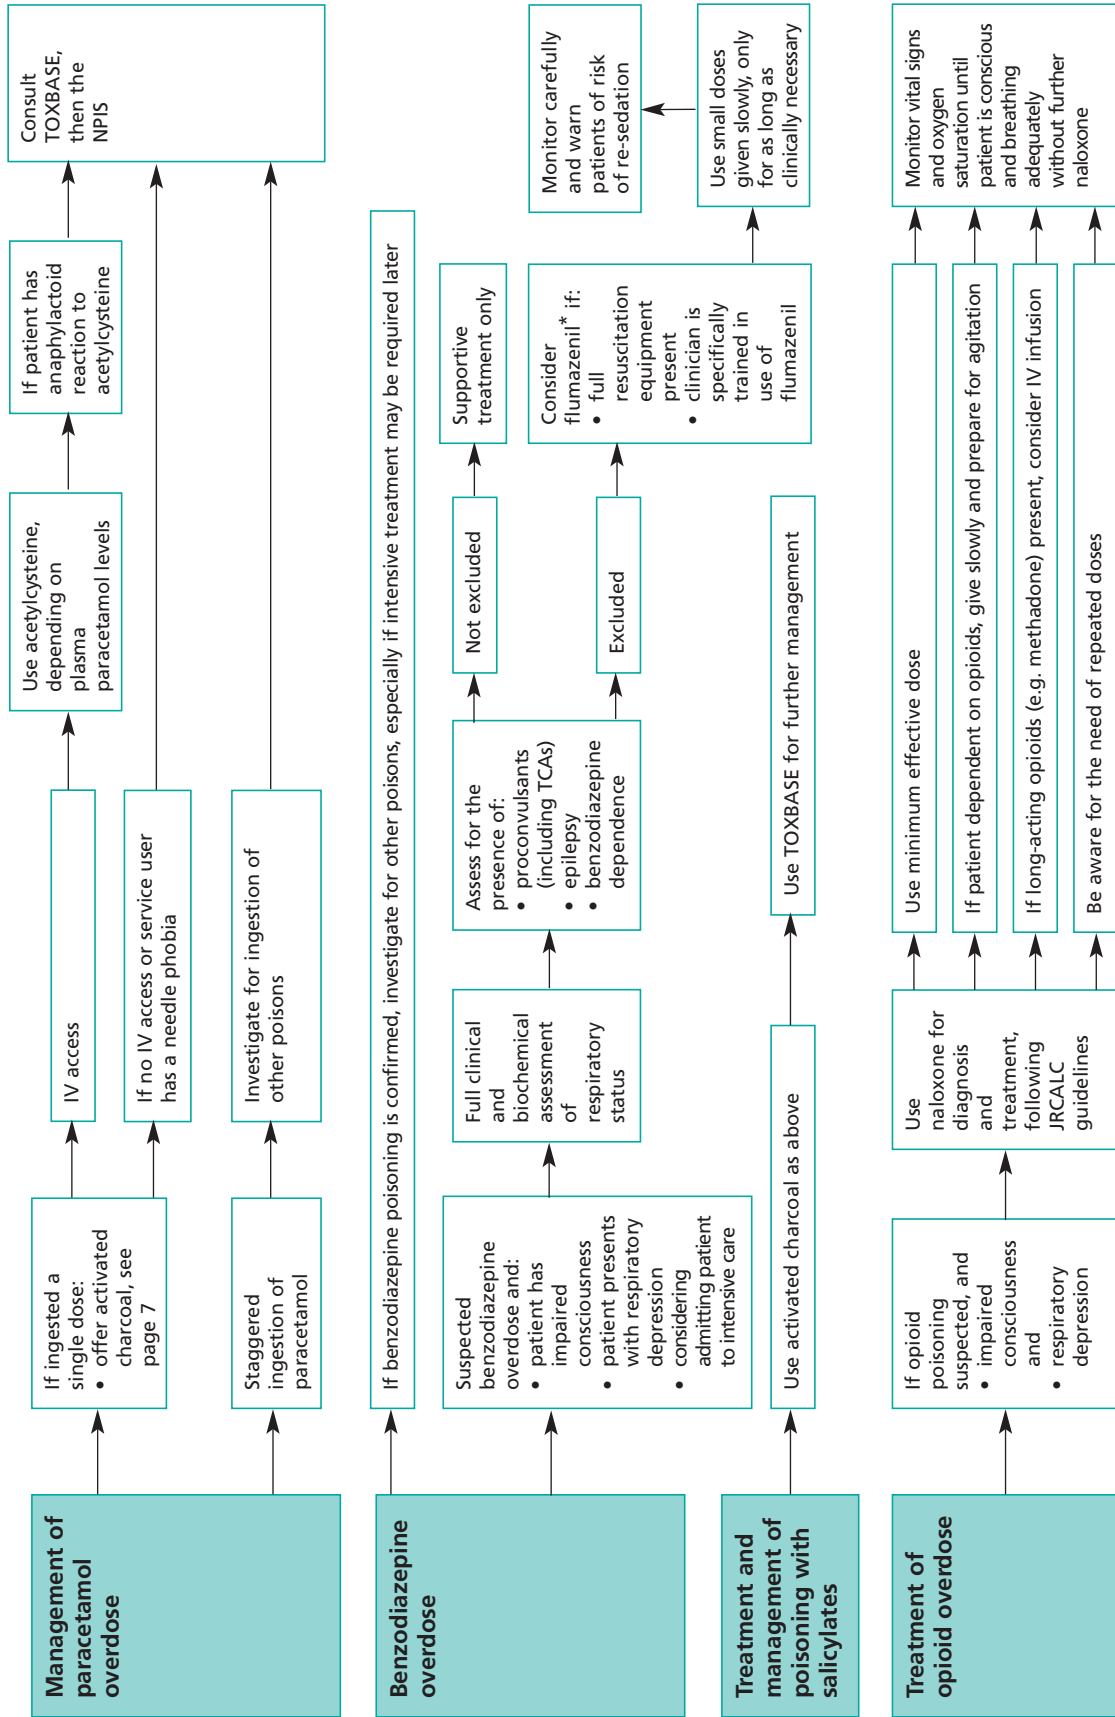 Management of
paracetamol
overdose
If ingested a
single dose:
• offer activated
charcoal, see
page 7
IV access
Use acetylcysteine,
depending on
plasma
paracetamol levels
If patient has
anaphylactoid
reaction to
acetylcysteine
Consult
TOXBASE,
then the
NPIS
If no IV access or service user
has a needle phobia
Staggered
ingestion of
paracetamol
Investigate for ingestion of
other poisons
Benzodiazepine
overdose
If benzodiazepine poisoning is confirmed, investigate for other poisons, especially if intensive treatment may be required later
Suspected
benzodiazepine
overdose and:
• patient has
impaired
consciousness
• patient presents
with respiratory
depression
• considering
admitting patient
to intensive care
Full clinical
and
biochemical
assessment
of
respiratory
status
Assess for the
presence of:
• proconvulsants
(including TCAs)
• epilepsy
• benzodiazepine
dependence
Not excluded
Supportive
treatment only
Excluded
Consider
flumazenil* if:
• full
resuscitation
equipment
present
• clinician is
specifically
trained in
use of
flumazenil
Use small doses
given slowly, only
for as long as
clinically necessary
Monitor carefully
and warn
patients of risk
of re-sedation
Treatment and
management of
poisoning with
salicylates
Use activated charcoal as above
Use TOXBASE for further management
Treatment of
opioid overdose
If opioid
poisoning
suspected, and
• impaired
consciousness
and
• respiratory
depression
Use
naloxone for
diagnosis
and
treatment,
following
JRCALC
guidelines
Use minimum effective dose
If patient dependent on opioids, give slowly and prepare for agitation
If long-acting opioids (e.g. methadone) present, consider IV infusion
Be aware for the need of repeated doses
Monitor vital signs
and oxygen
saturation until
patient is conscious
and breathing
adequately
without further
naloxone